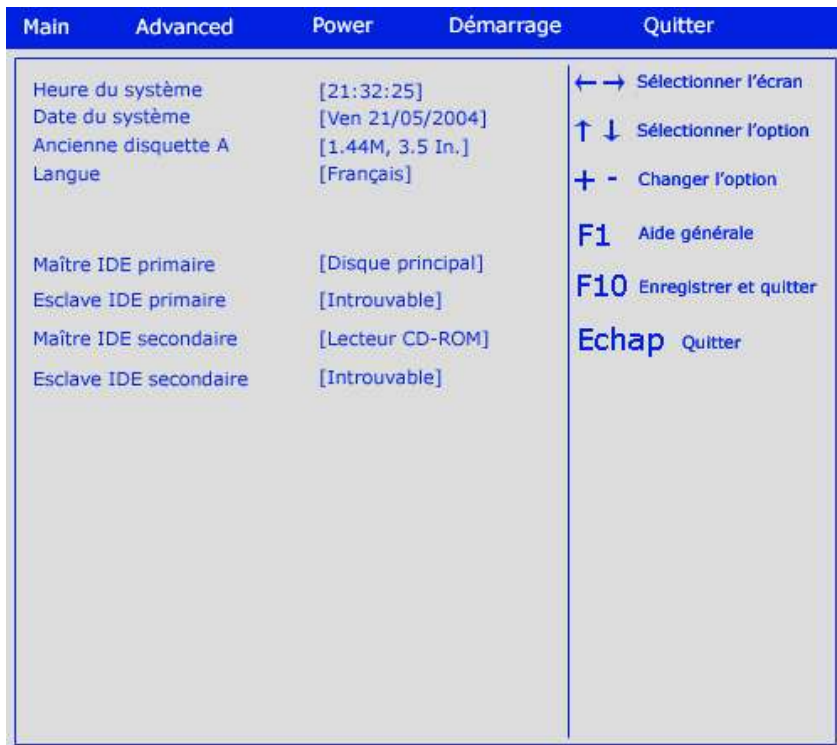 Main Advanced Power Démarrage Quitter
Heure du système [21:32:25]
Date du système [Ven 21/05/2004]
Ancienne disquette A [1.44M, 3.5 In.]
Langue [Français]
Maître IDE primaire [Disque principal]
Esclave IDE primaire [Introuvable]
Maître IDE secondaire [Lecteur CD-ROM]
Esclave IDE secondaire [Introuvable]
←→ Sélectionner l'écran
↑ ↓ Sélectionner l'option
+ - Changer l'option
F1 Aide générale
F10 Enregistrer et quitter
Echap Quitter